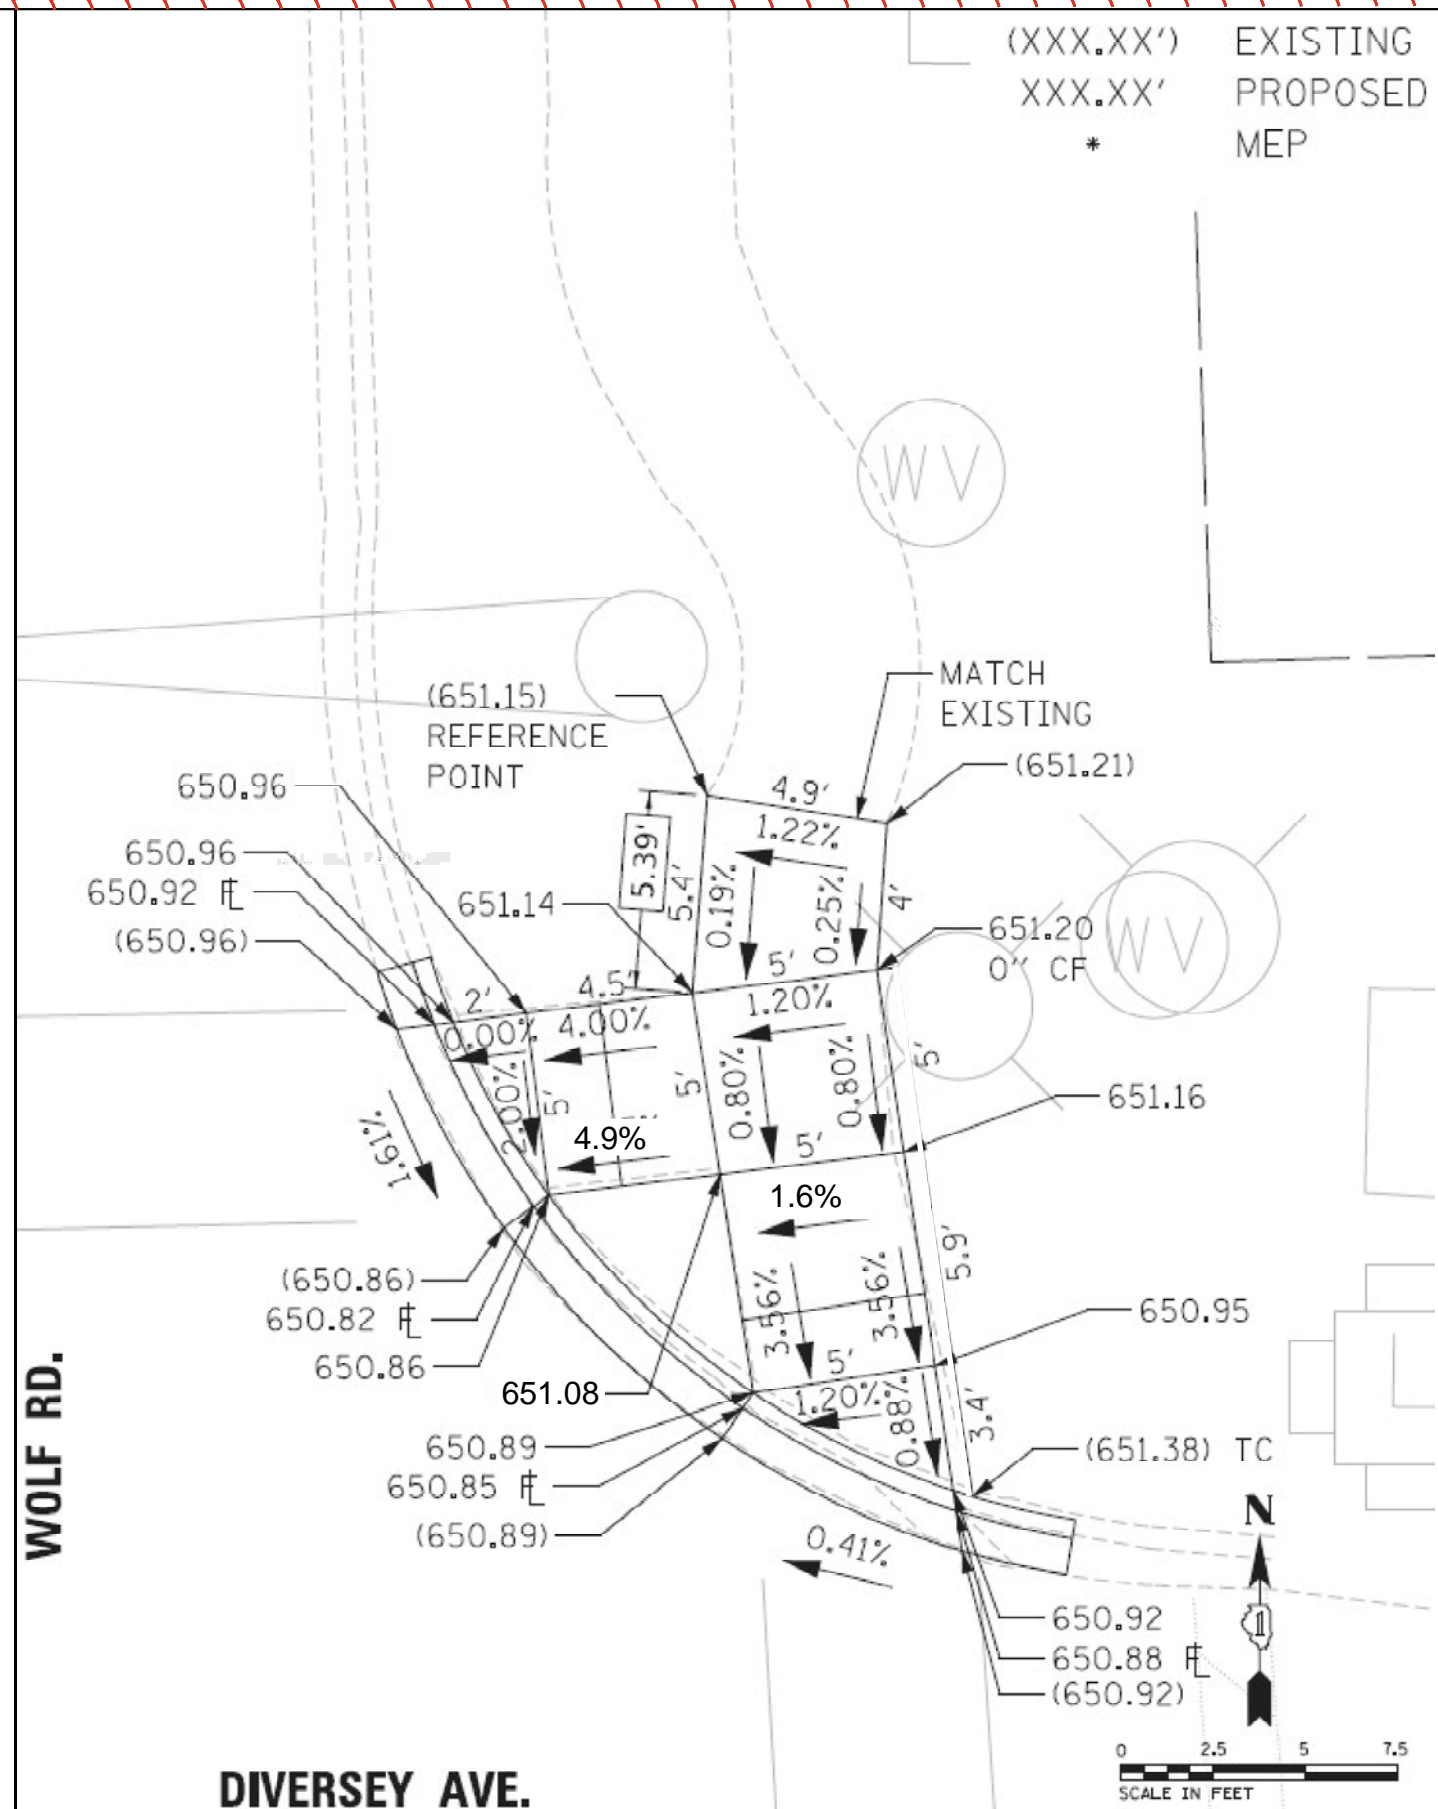 (XXX.XX') EXISTING
XXX.XX' PROPOSED
* MEP
WV
(651.15)
REFERENCE
POINT
MATCH
EXISTING
(651.21)
650.96
4.9'
1.22%
650.96
650.92 FL
(650.96)
651.14
5.39'
5.4'
0.19%
0.25%
4'
651.20
0" CF
WV
2'
4.5'
5'
0.00%
4.00%
1.20%
2.00%
5'
5'
0.80%
0.80%
5'
651.16
1.61%
4.9%
5'
1.6%
(650.86)
650.82 FL
650.86
651.08
3.56%
3.56%
5.9'
650.95
5'
1.20%
0.88%
3.4'
650.89
650.85 FL
(650.89)
(651.38) TC
0.41%
N
1
650.92
650.88 FL
(650.92)
WOLF RD.
DIVERSEY AVE.
0 2.5 5 7.5
SCALE IN FEET